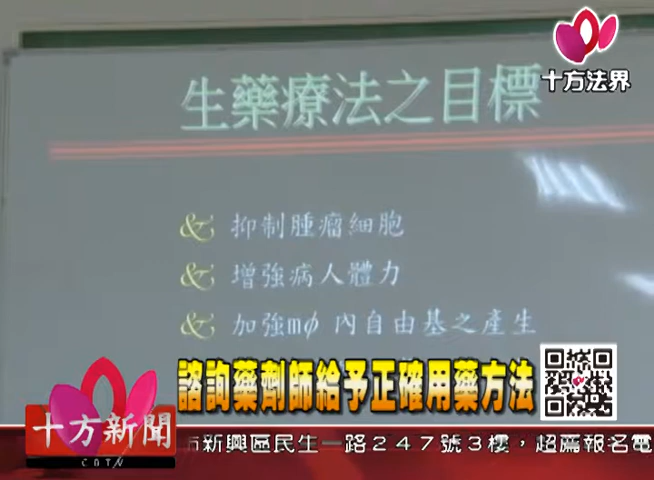 十方法界
生藥療法之目標
& 抑制腫瘤細胞
& 增強病人體力
& 加強mφ 內自由基之產生
諮詢藥劑師給予正確用藥方法
十方新聞
CBTV
市新興區民生一路247號3樓，超薦報名電